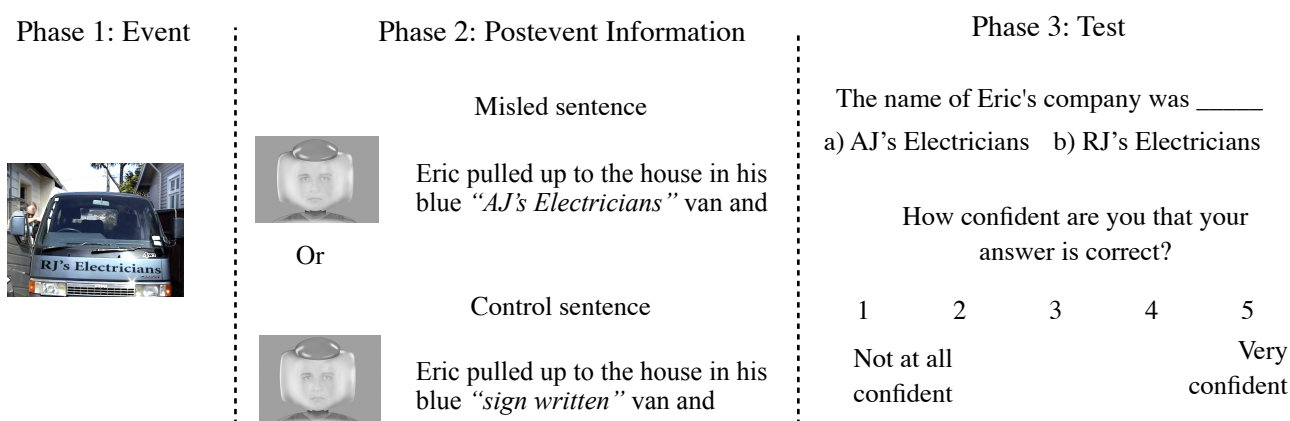 Phase 1: Event
RJ's Electricians
Phase 2: Postevent Information
Misled sentence
Eric pulled up to the house in his
blue “AJ’s Electricians” van and
Or
Control sentence
Eric pulled up to the house in his
blue “sign written” van and
Phase 3: Test
The name of Eric's company was _____
a) AJ’s Electricians b) RJ’s Electricians
How confident are you that your
answer is correct?
1 2 3 4 5
Not at all
confident
Very
confident